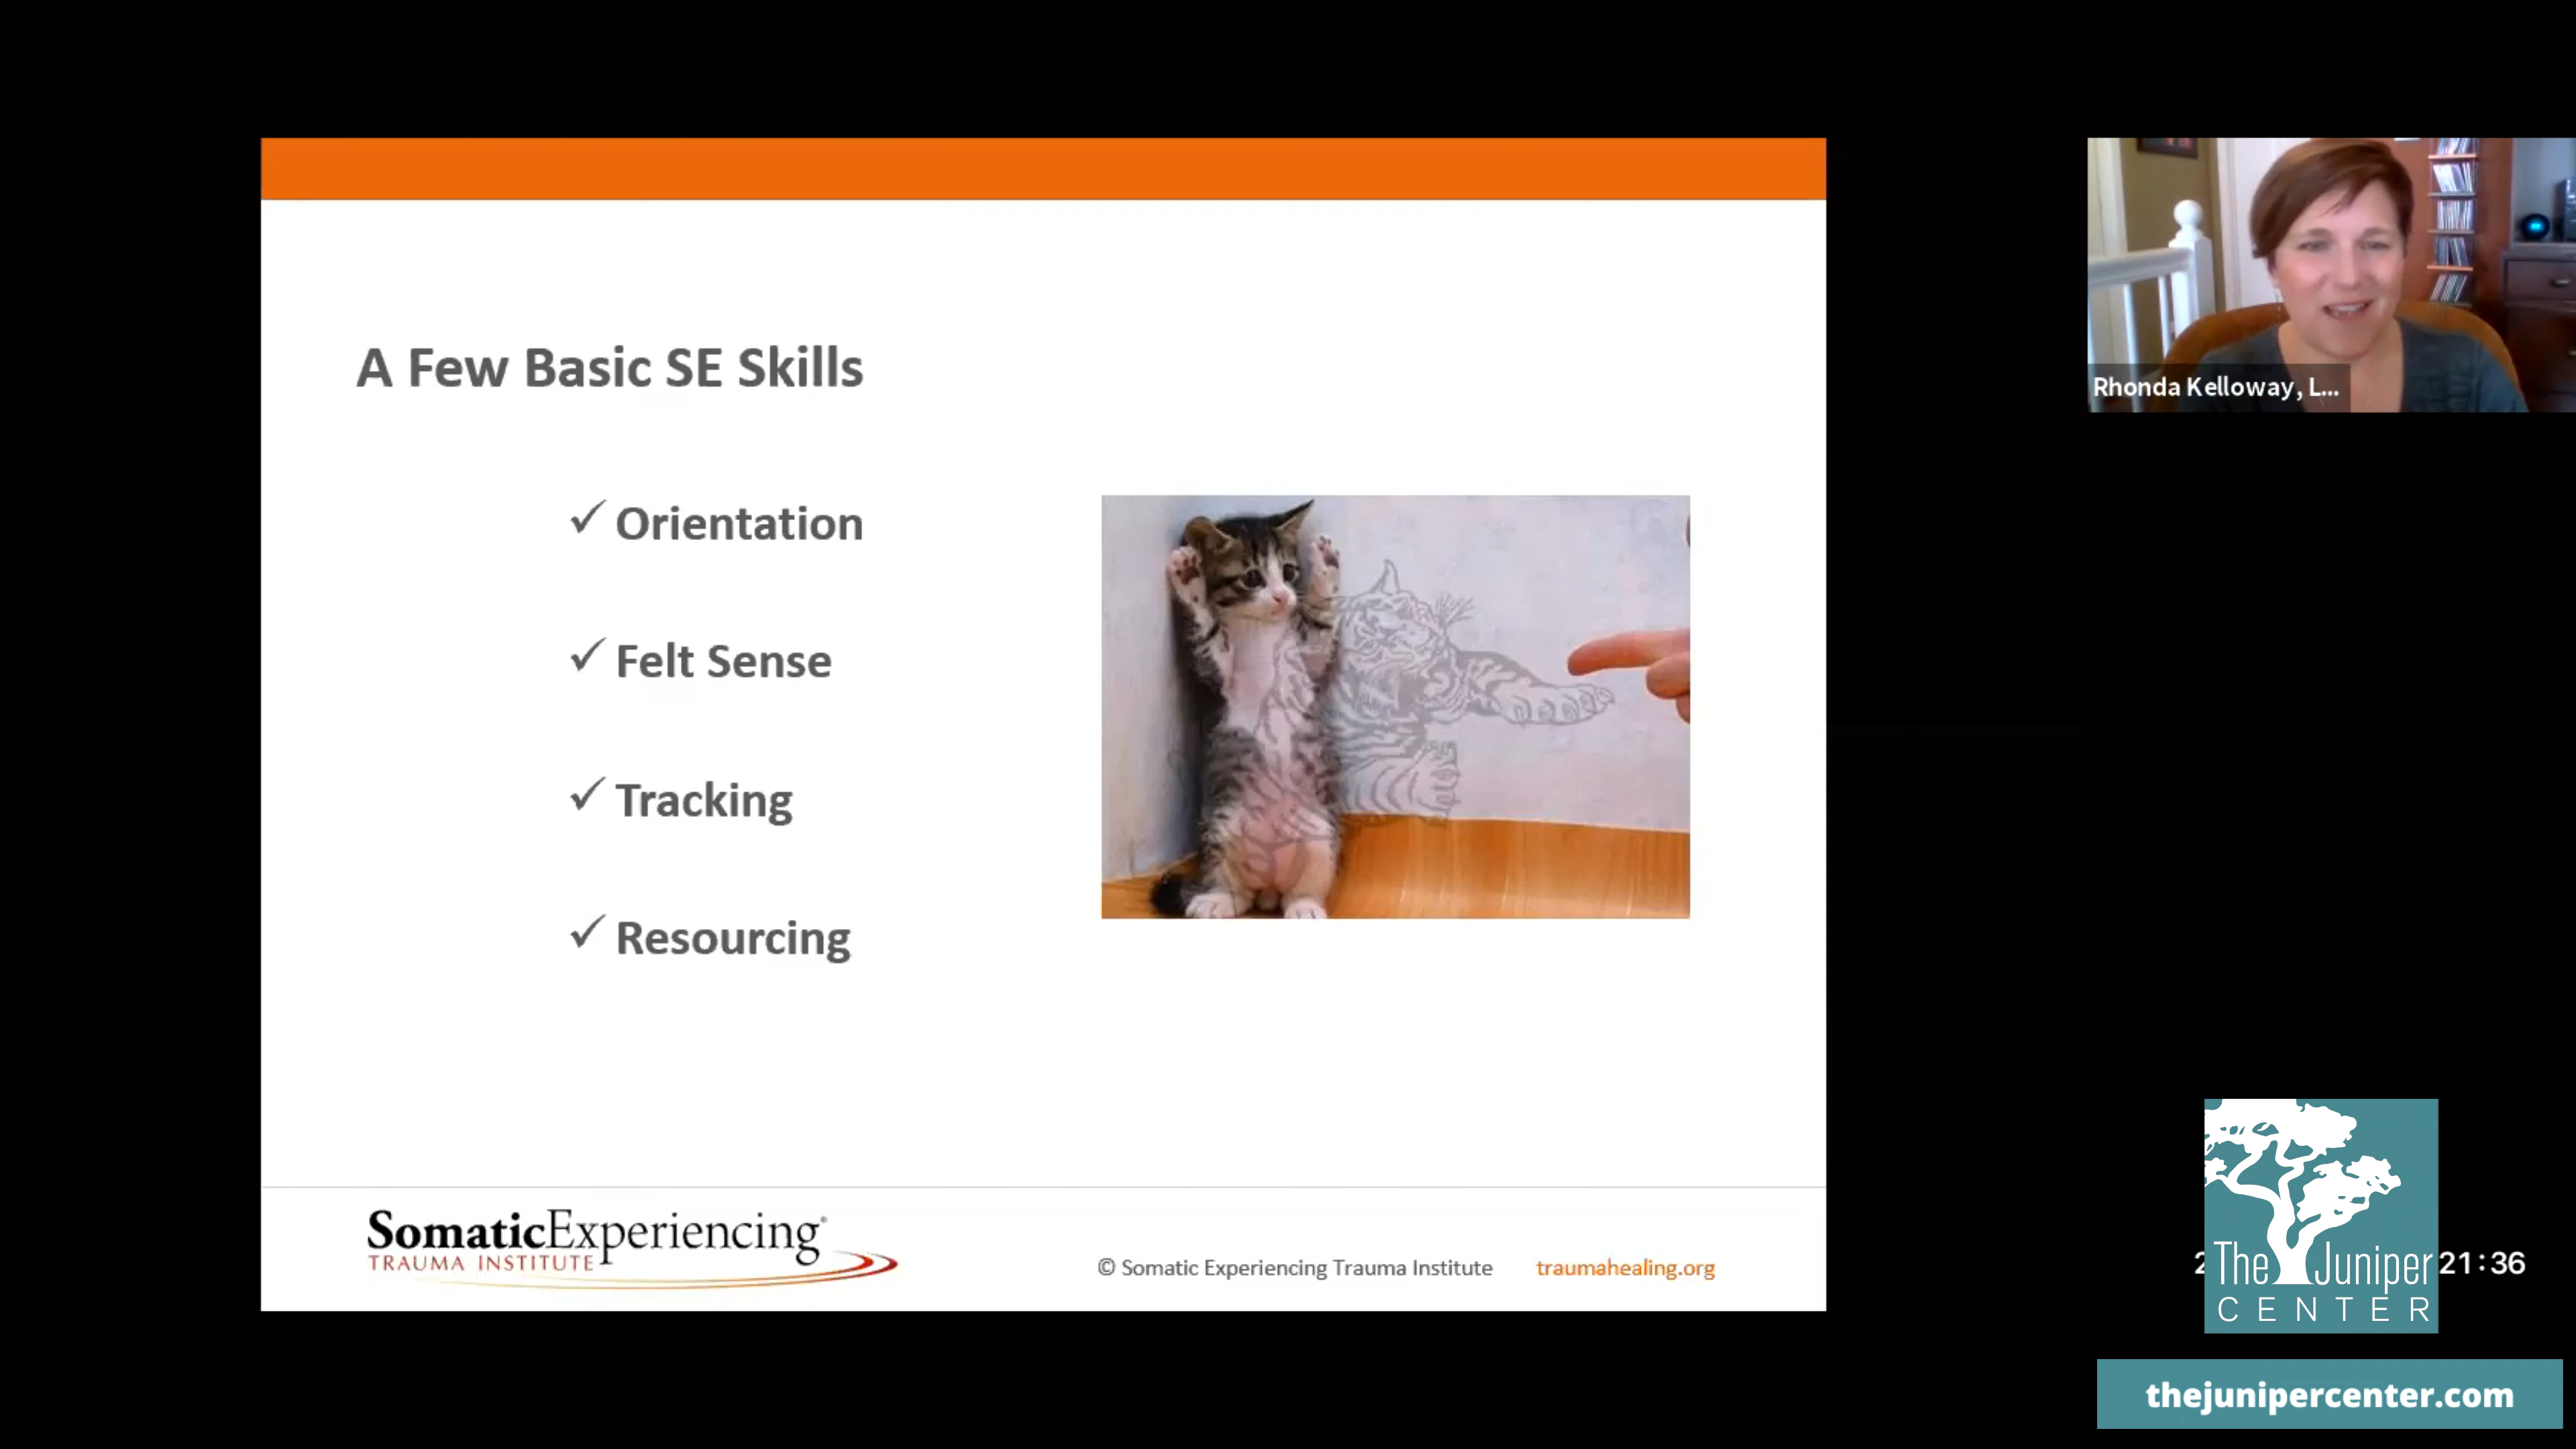 A Few Basic SE Skills
✓ Orientation
✓ Felt Sense
✓ Tracking
✓ Resourcing
SomaticExperiencing®
TRAUMA INSTITUTE
© Somatic Experiencing Trauma Institute traumahealing.org
Rhonda Kelloway, L...
The Juniper
CENTER
21:36
thejunipercenter.com